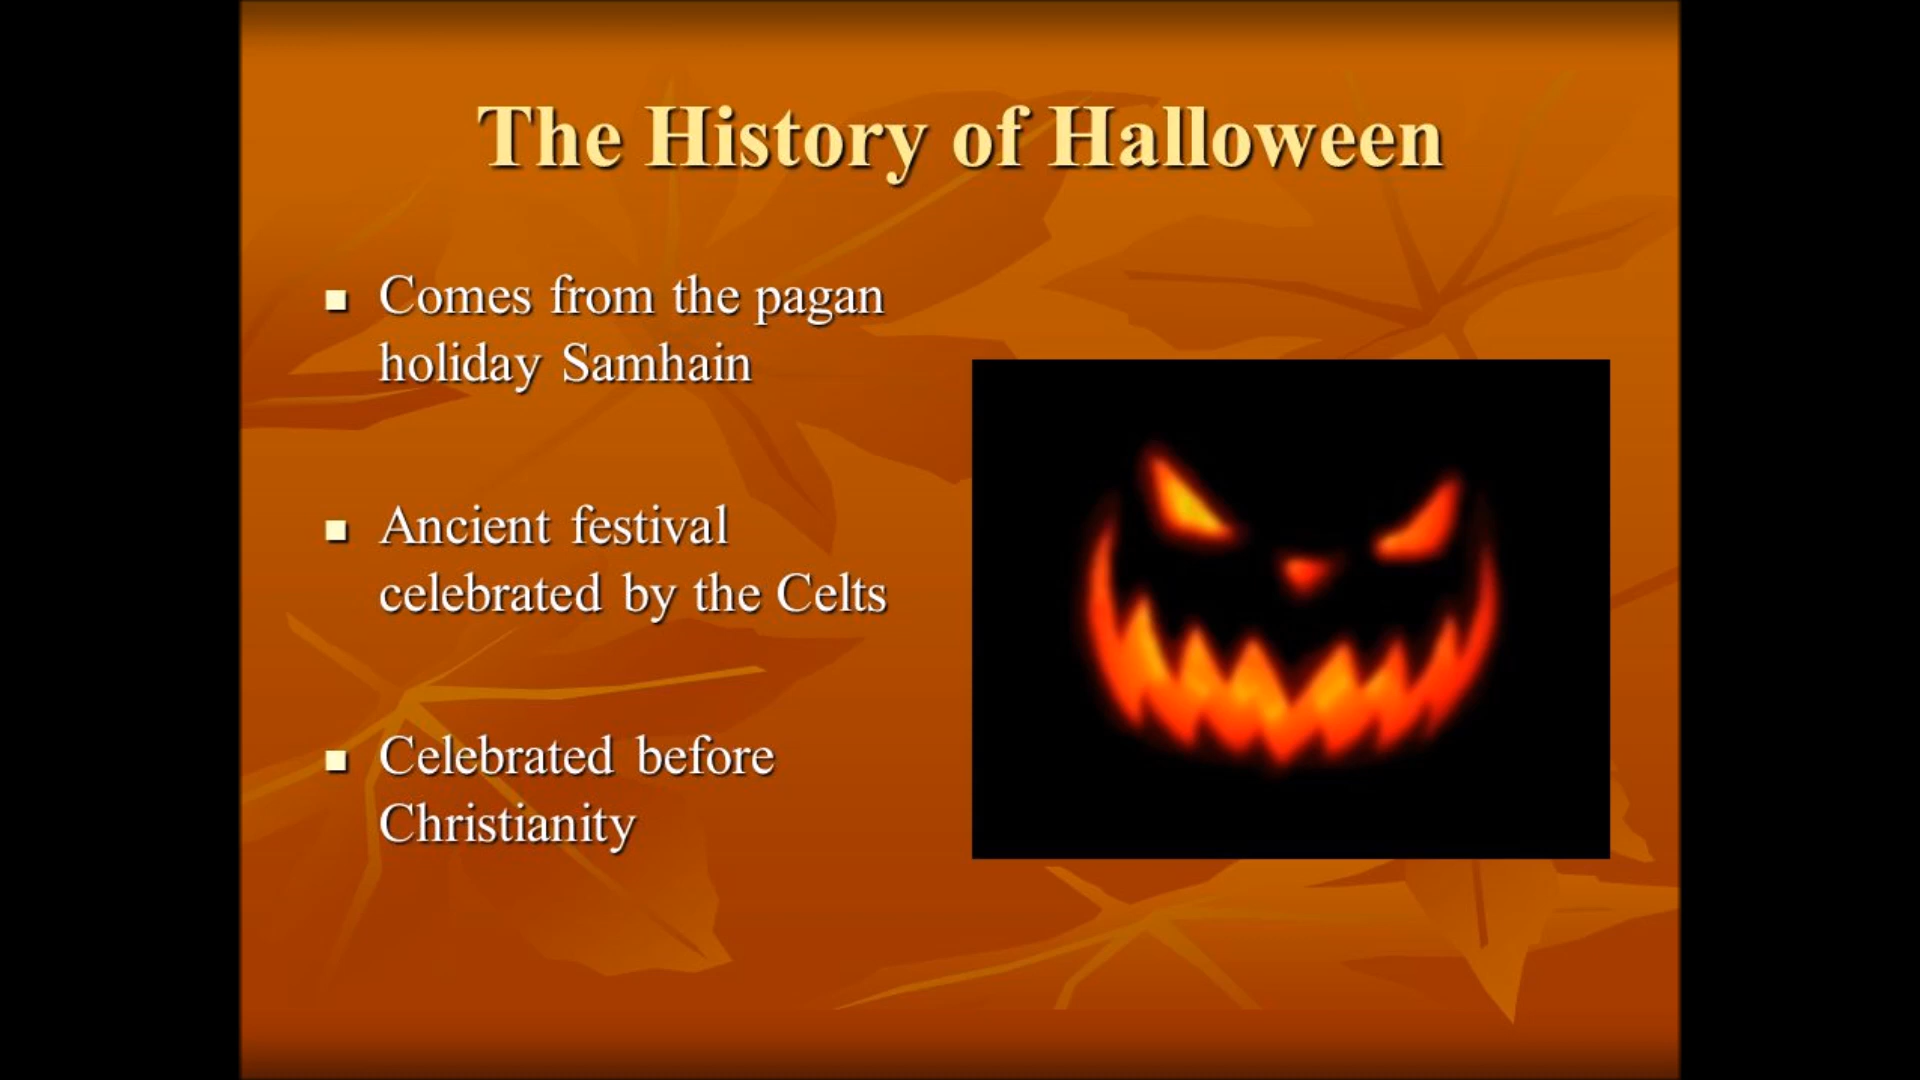 The History of Halloween
Comes from the pagan
holiday Samhain
Ancient festival
celebrated by the Celts
Celebrated before
Christianity